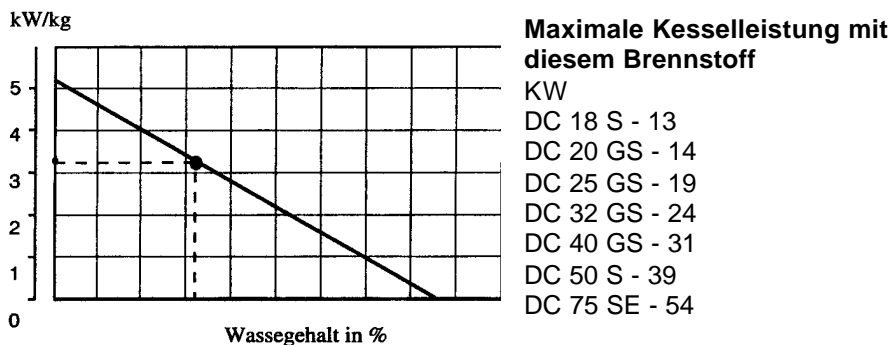 kW/kg
5
4
3
2
1
0
Wassegehalt in %
Maximale Kesselleistung mit
diesem Brennstoff
KW
DC 18 S - 13
DC 20 GS - 14
DC 25 GS - 19
DC 32 GS - 24
DC 40 GS - 31
DC 50 S - 39
DC 75 SE - 54